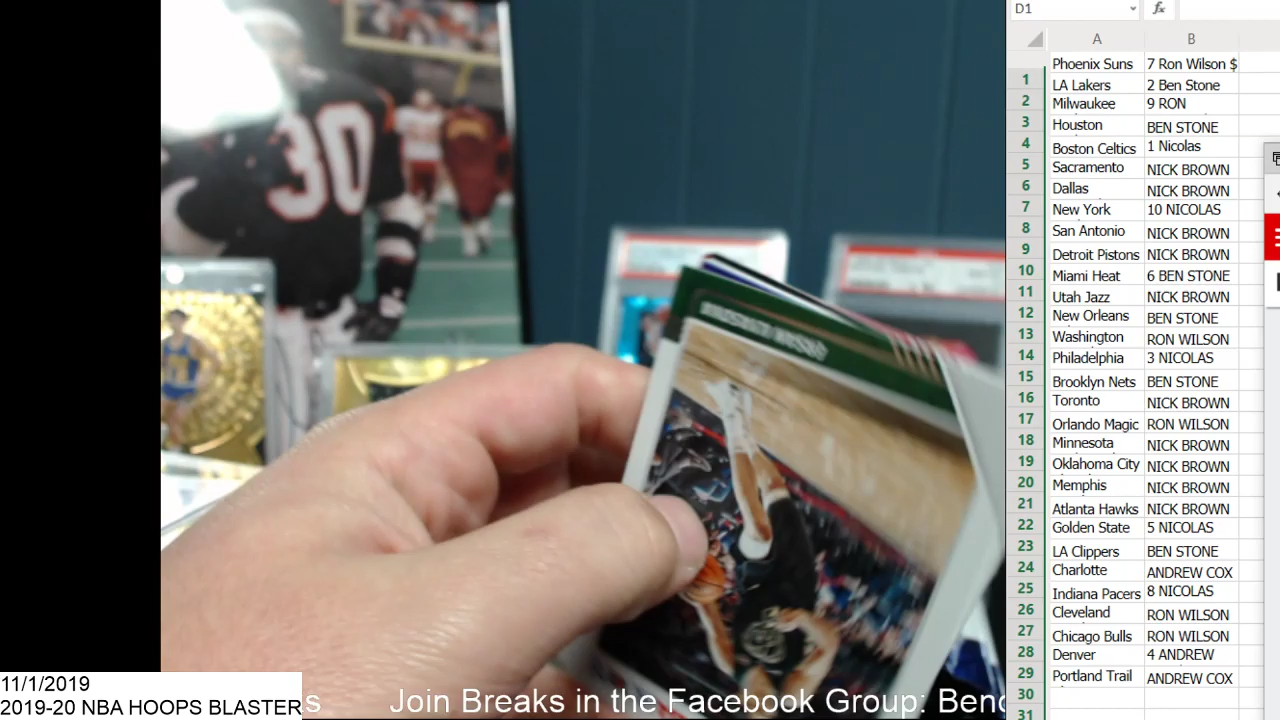 D1
fx
A B
Phoenix Suns 7 Ron Wilson $
1 LA Lakers 2 Ben Stone
2 Milwaukee 9 RON
3 Houston BEN STONE
4 Boston Celtics 1 Nicolas
5 Sacramento NICK BROWN
6 Dallas NICK BROWN
7 New York 10 NICOLAS
8 San Antonio NICK BROWN
9 Detroit Pistons NICK BROWN
10 Miami Heat 6 BEN STONE
11 Utah Jazz NICK BROWN
12 New Orleans BEN STONE
13 Washington RON WILSON
14 Philadelphia 3 NICOLAS
15 Brooklyn Nets BEN STONE
16 Toronto NICK BROWN
17 Orlando Magic RON WILSON
18 Minnesota NICK BROWN
19 Oklahoma City NICK BROWN
20 Memphis NICK BROWN
21 Atlanta Hawks NICK BROWN
22 Golden State 5 NICOLAS
23 LA Clippers BEN STONE
24 Charlotte ANDREW COX
25 Indiana Pacers 8 NICOLAS
26 Cleveland RON WILSON
27 Chicago Bulls RON WILSON
28 Denver 4 ANDREW
29 Portland Trail ANDREW COX
30
31
30
11/1/2019
2019-20 NBA HOOPS BLASTER
s Join Breaks in the Facebook Group: Benc